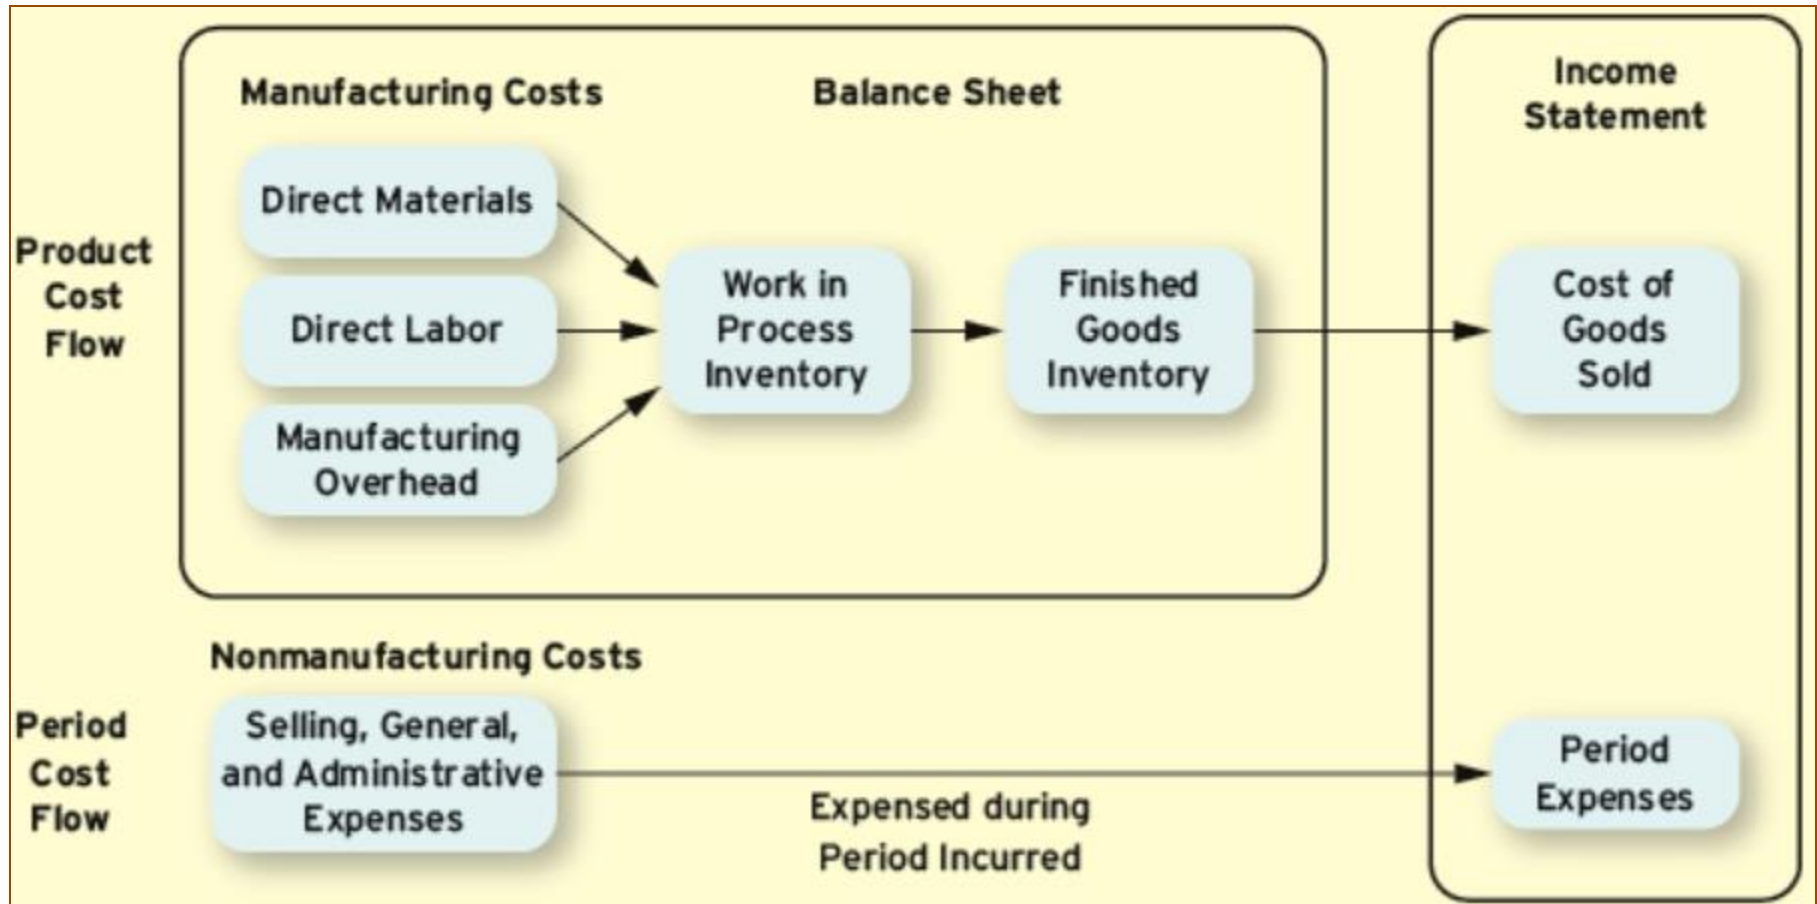 Manufacturing Costs
Balance Sheet
Income
Statement
Product
Cost
Flow
Direct Materials
Direct Labor
Manufacturing
Overhead
Work in
Process
Inventory
Finished
Goods
Inventory
Cost of
Goods
Sold
Nonmanufacturing Costs
Period
Cost
Flow
Selling, General,
and Administrative
Expenses
Expensed during
Period Incurred
Period
Expenses